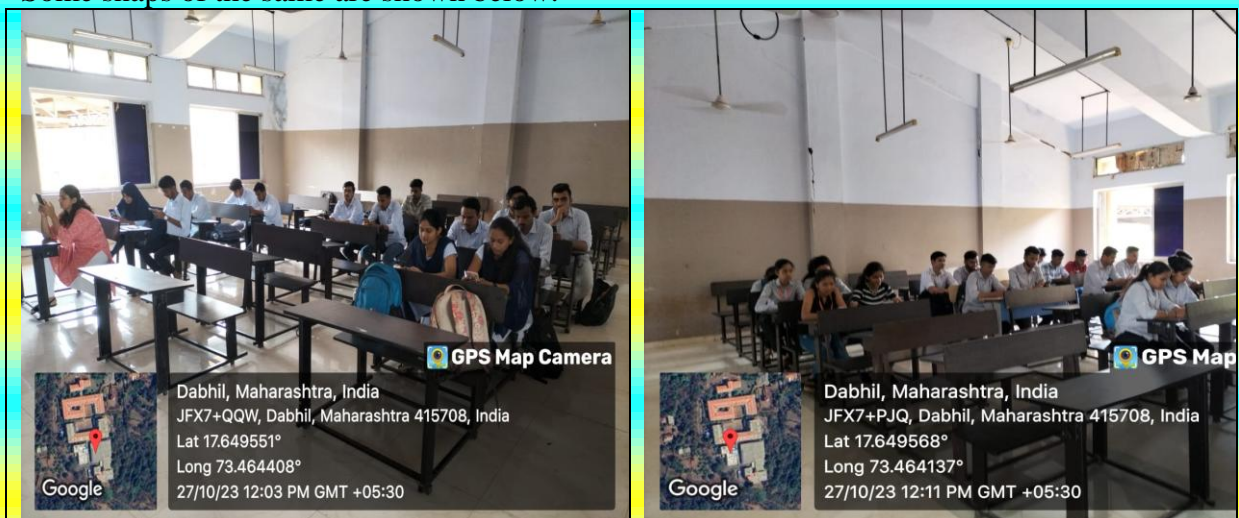 Some snaps of the same are shown below:
GPS Map Camera
Dabhil, Maharashtra, India
JFX7+QQW, Dabhil, Maharashtra 415708, India
Lat 17.649551°
Long 73.464408°
27/10/23 12:03 PM GMT +05:30
Google
GPS Map
Dabhil, Maharashtra, India
JFX7+PJQ, Dabhil, Maharashtra 415708, India
Lat 17.649568°
Long 73.464137°
27/10/23 12:11 PM GMT +05:30
Google